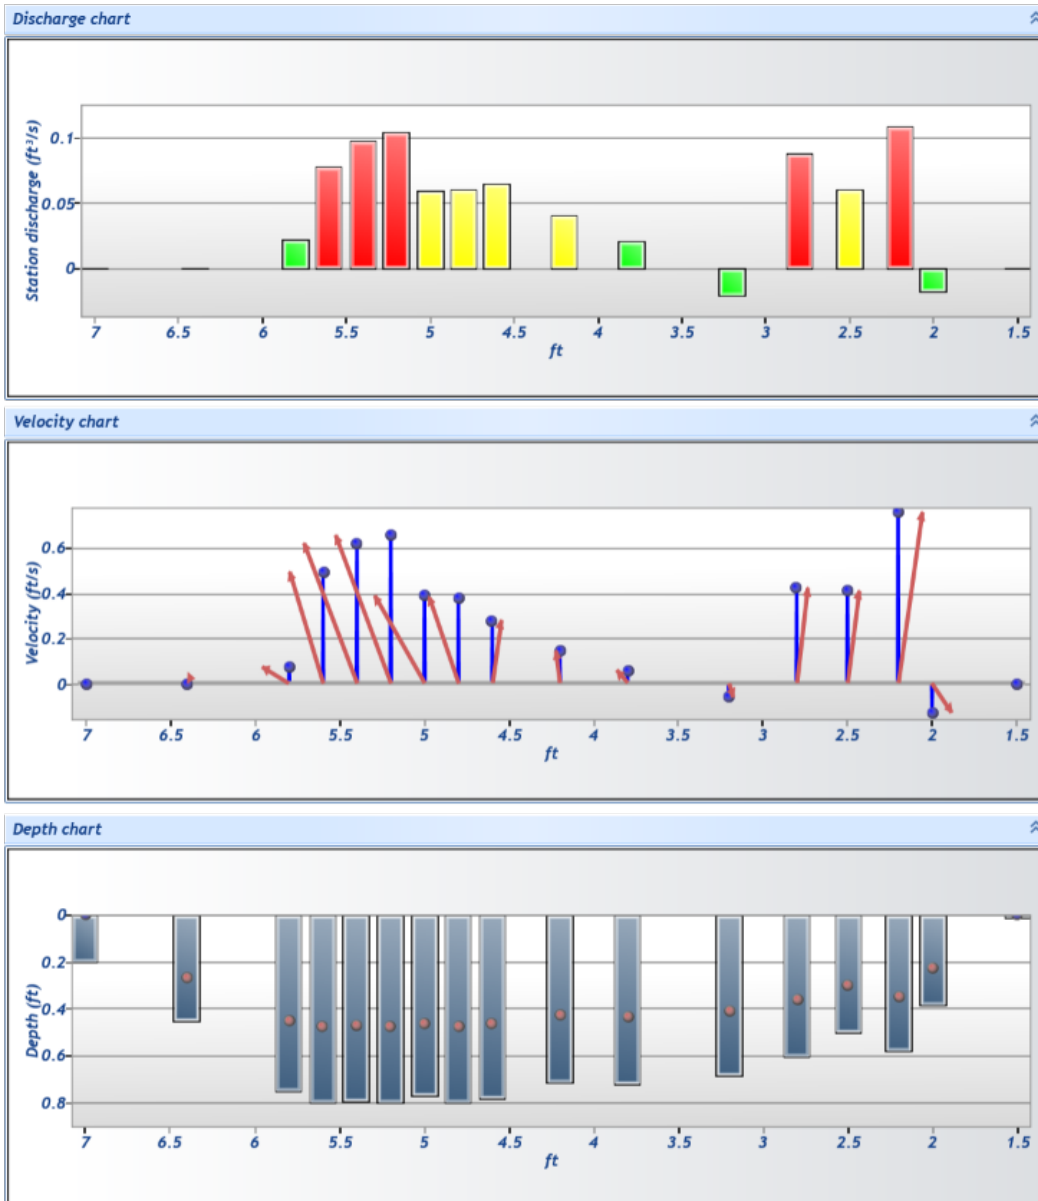 Discharge chart
Station discharge (ft³/s)
0.1
0.05
0
7 6.5 6 5.5 5 4.5 4 3.5 3 2.5 2 1.5
ft
Velocity chart
Velocity (ft/s)
0.6
0.4
0.2
0
7 6.5 6 5.5 5 4.5 4 3.5 3 2.5 2 1.5
ft
Depth chart
Depth (ft)
0
0.2
0.4
0.6
0.8
7 6.5 6 5.5 5 4.5 4 3.5 3 2.5 2 1.5
ft